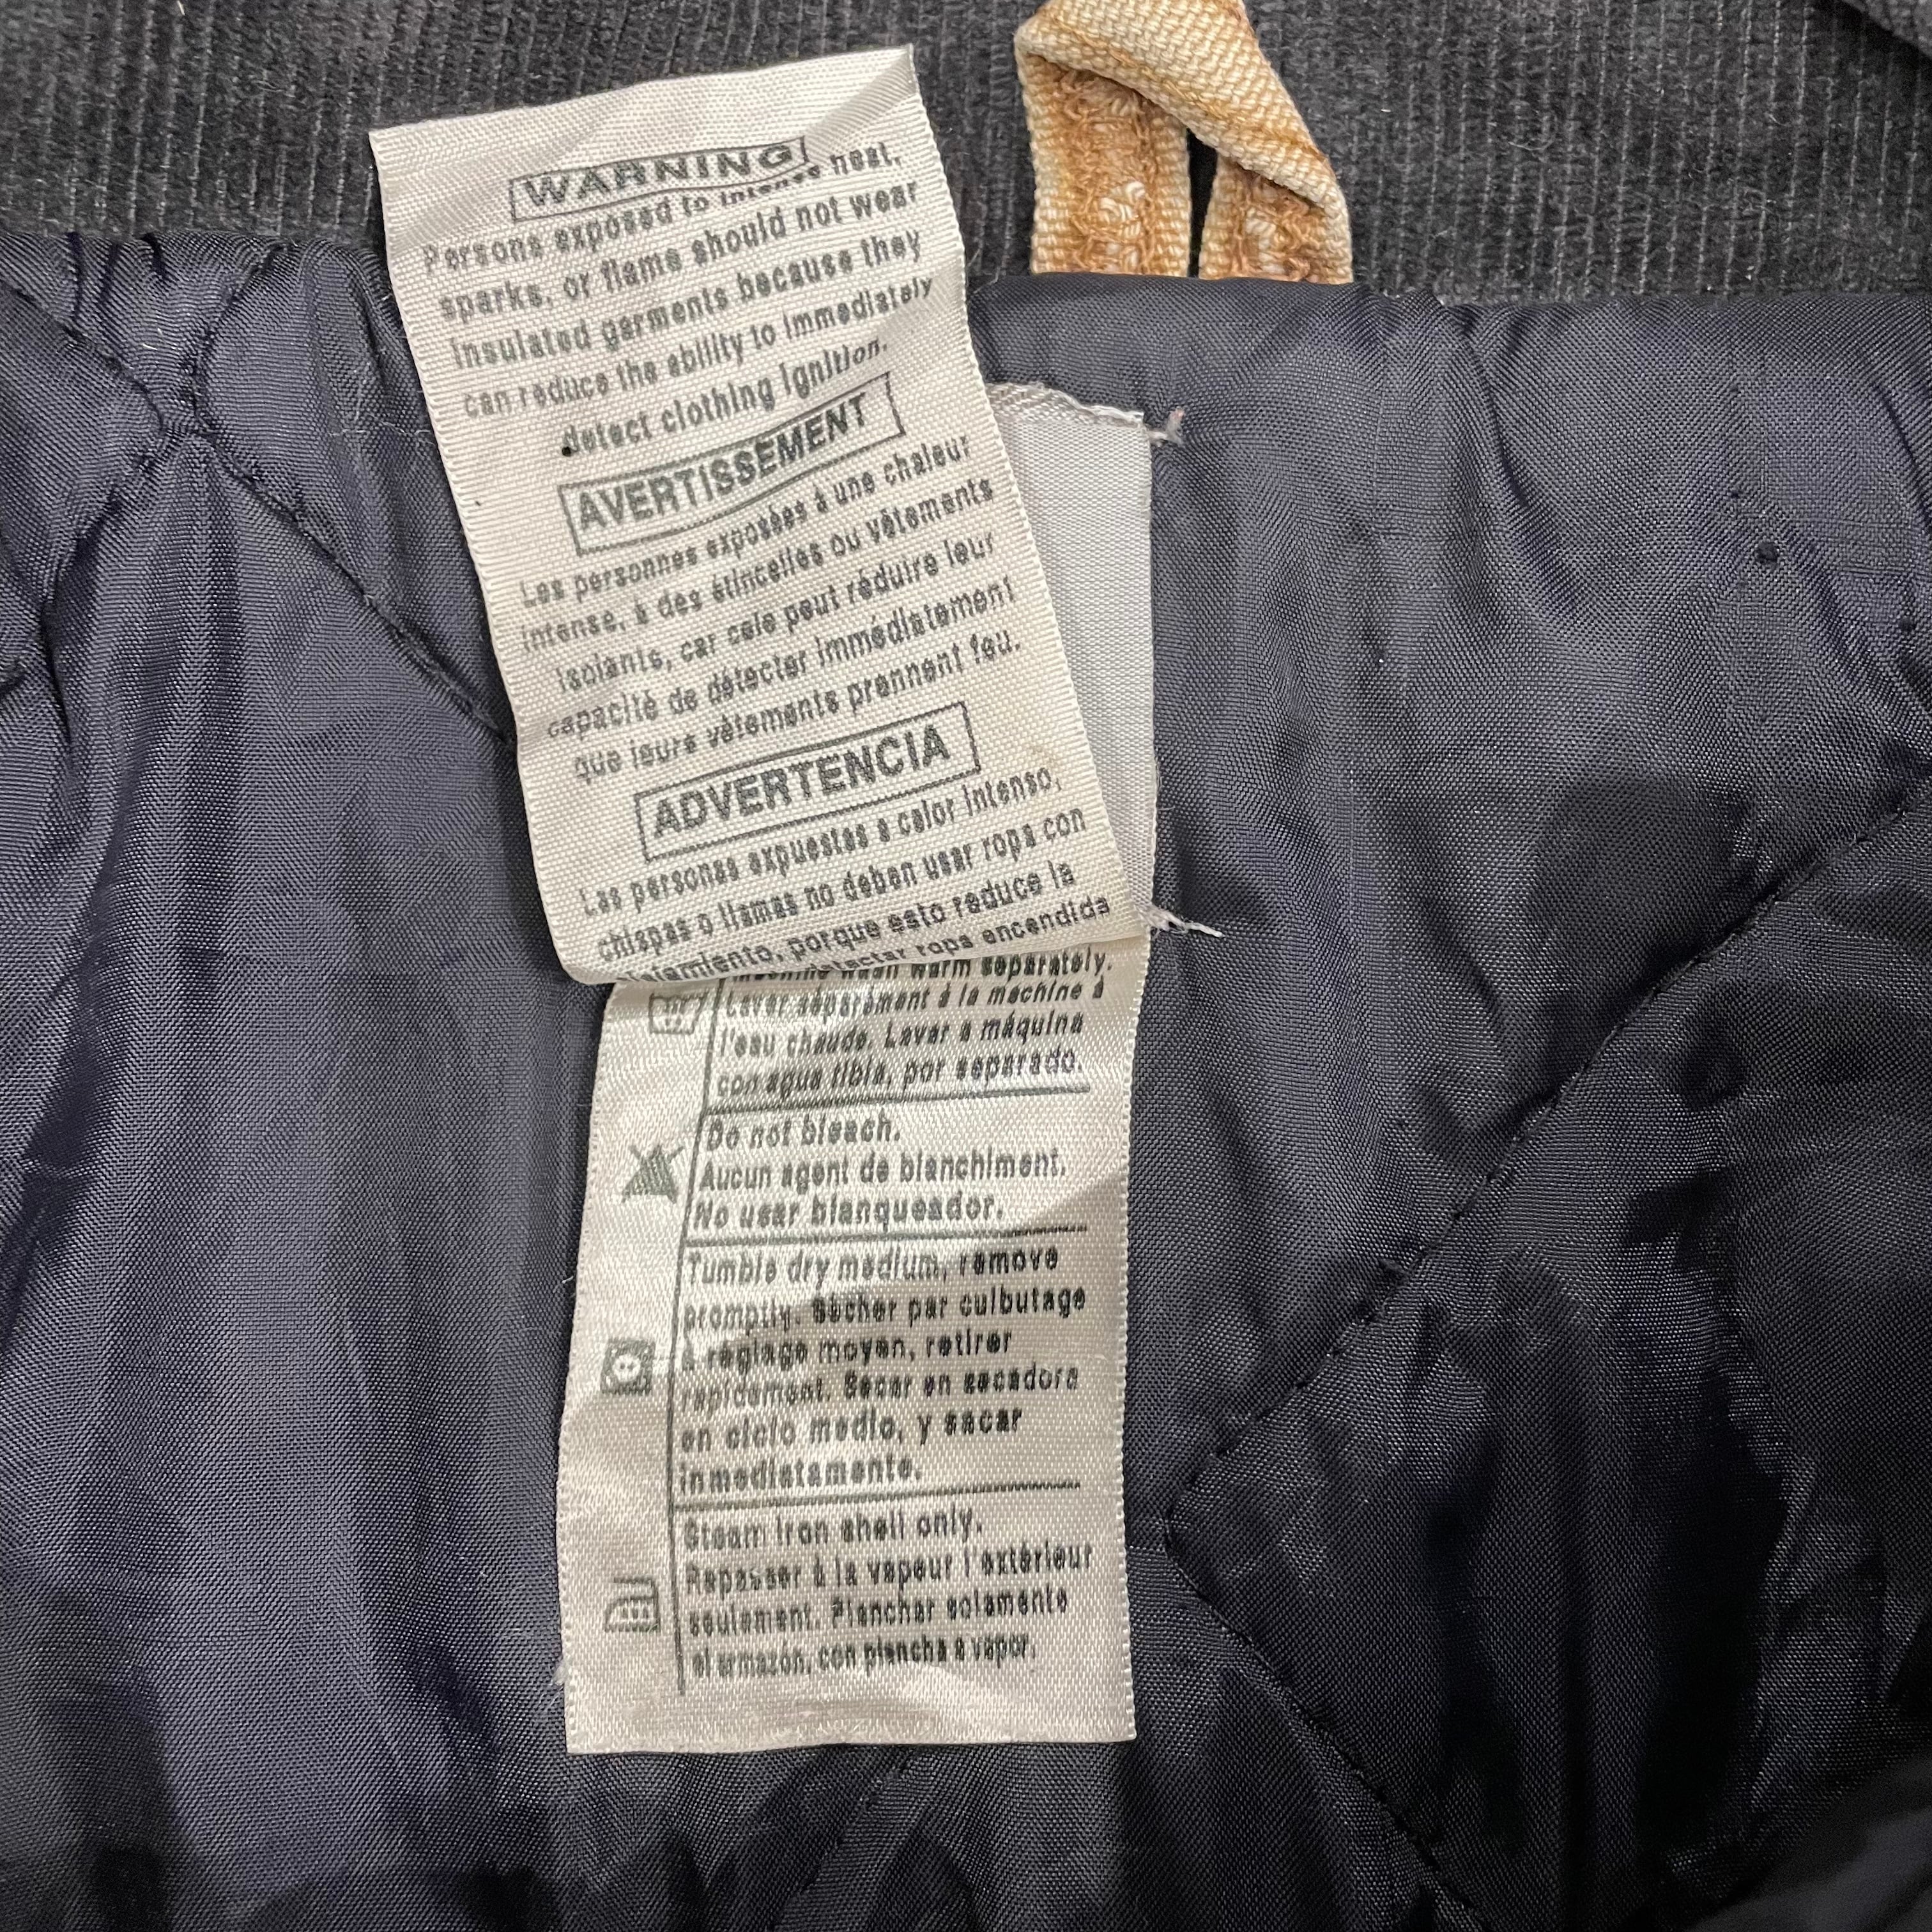 WARNING
Persons exposed to intense heat,
sparks, or flame should not wear
insulated garments because they
can reduce the ability to immediately
detect clothing ignition.
AVERTISSEMENT
Les personnes exposées à une chaleur
intense, à des étincelles ou vêtements
isolants, car cele peut réduire leur
capacité de détecter immédiatement
que leurs vêtements prennent feu.
ADVERTENCIA
Las personas expuestas a calor intenso,
chispas o llamas no deben usar ropa con
aislamiento, porque esto reduce la
detectar ropa encendida
machine wash warm separately.
Laver séparément à la machine à
l'eau chaude. Lavar a máquina
con agua tibia, por separado.
Do not bleach.
Aucun agent de blanchiment.
No usar blanqueador.
Tumble dry medium, remove
promptly. Sécher par culbutage
à réglage moyen, retirer
rapidement. Secar en secadora
en ciclo medio, y sacar
inmediatamente.
Steam iron shell only.
Repasser à la vapeur l'extérieur
seulement. Planchar solamente
el armazón, con plancha a vapor.